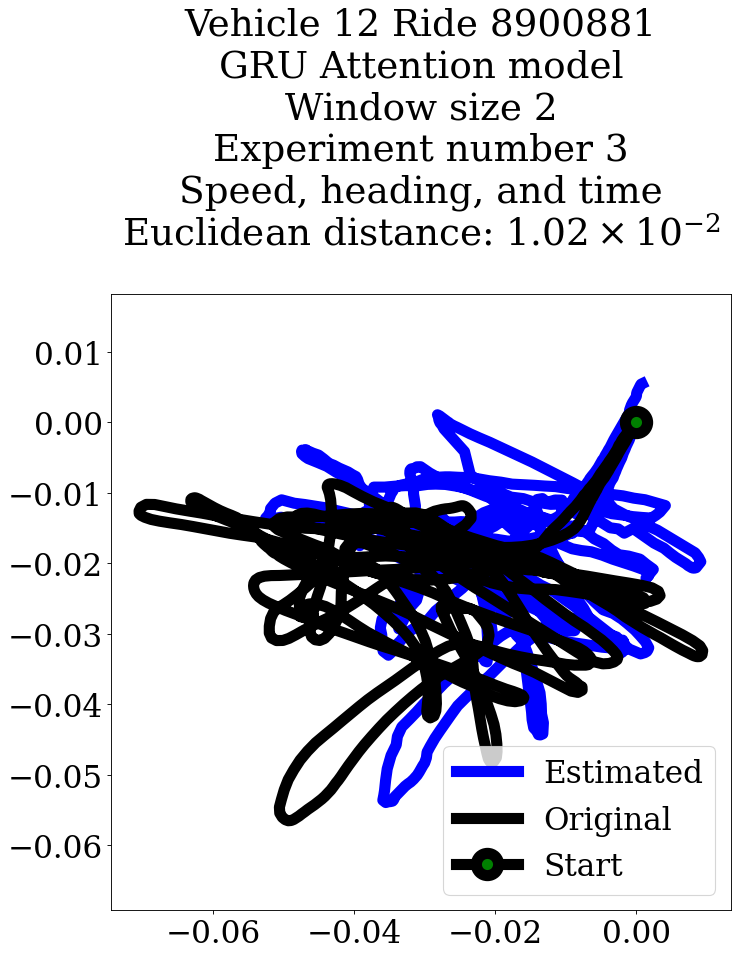 Vehicle 12 Ride 8900881
GRU Attention model
Window size 2
Experiment number 3
Speed, heading, and time
Euclidean distance: 1.02 × 10⁻²
0.01
0.00
−0.01
−0.02
−0.03
−0.04
−0.05
−0.06
Estimated
Original
Start
−0.06 −0.04 −0.02 0.00